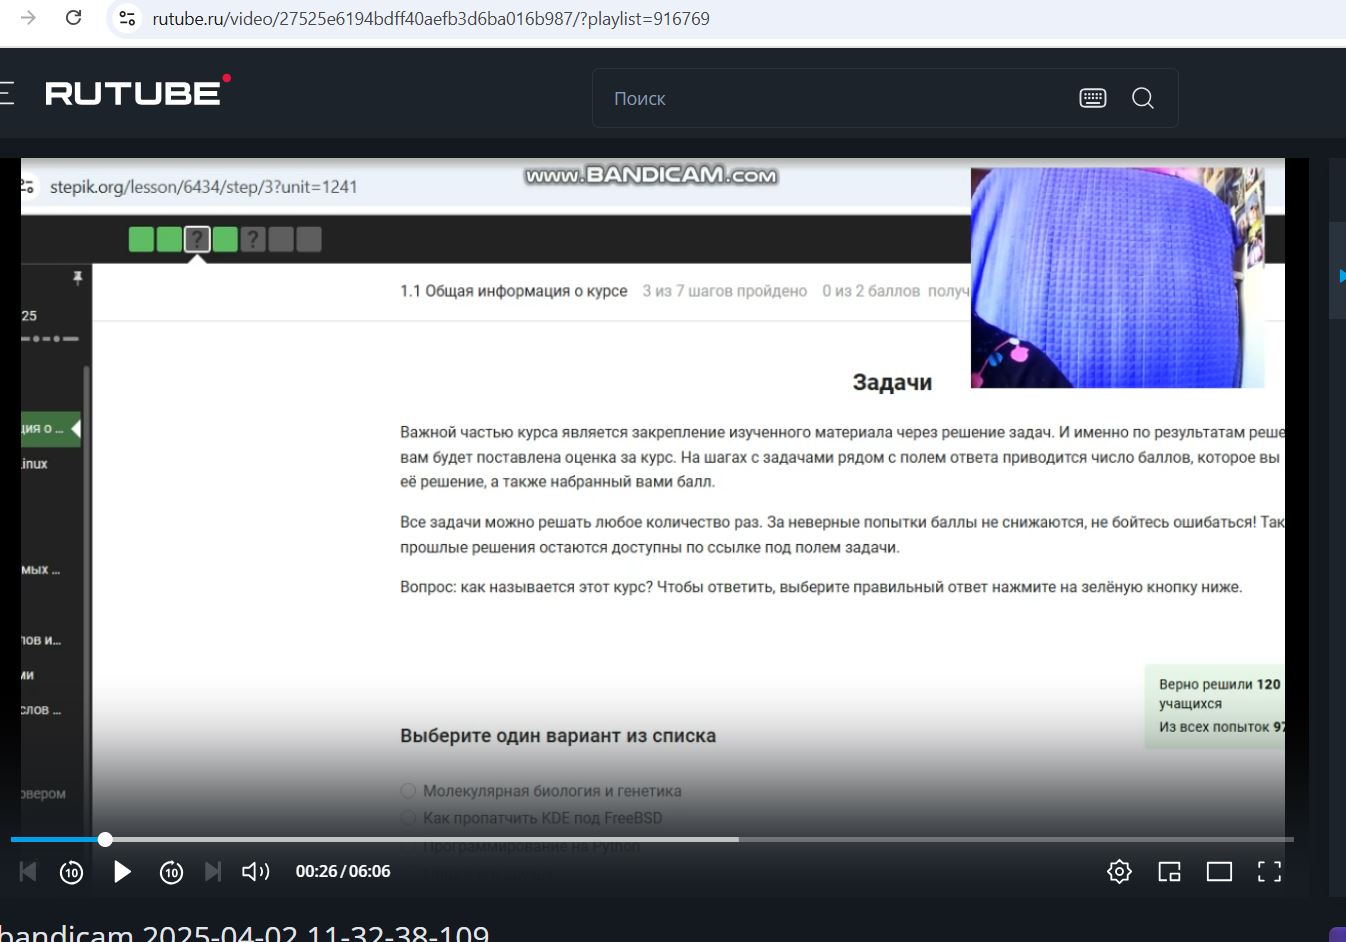 rutube.ru/video/27525e6194bdff40aefb3d6ba016b987/?playlist=916769
RUTUBE
Поиск
www.BANDICAM.com
stepik.org/lesson/6434/step/3?unit=1241
?
?
25
1.1 Общая информация о курсе 3 из 7 шагов пройдено 0 из 2 баллов получ
Задачи
ция о ...
inux
мых ...
лов и...
ми
слов ...
рвером
Важной частью курса является закрепление изученного материала через решение задач. И именно по результатам реше
вам будет поставлена оценка за курс. На шагах с задачами рядом с полем ответа приводится число баллов, которое вы
её решение, а также набранный вами балл.
Все задачи можно решать любое количество раз. За неверные попытки баллы не снижаются, не бойтесь ошибаться! Так
прошлые решения остаются доступны по ссылке под полем задачи.
Вопрос: как называется этот курс? Чтобы ответить, выберите правильный ответ нажмите на зелёную кнопку ниже.
Верно решили 120
учащихся
Из всех попыток 97
Выберите один вариант из списка
Молекулярная биология и генетика
Как пропатчить KDE под FreeBSD
Программирование на Python
10
10
00:26 / 06:06
bandicam 2025-04-02 11-32-38-109